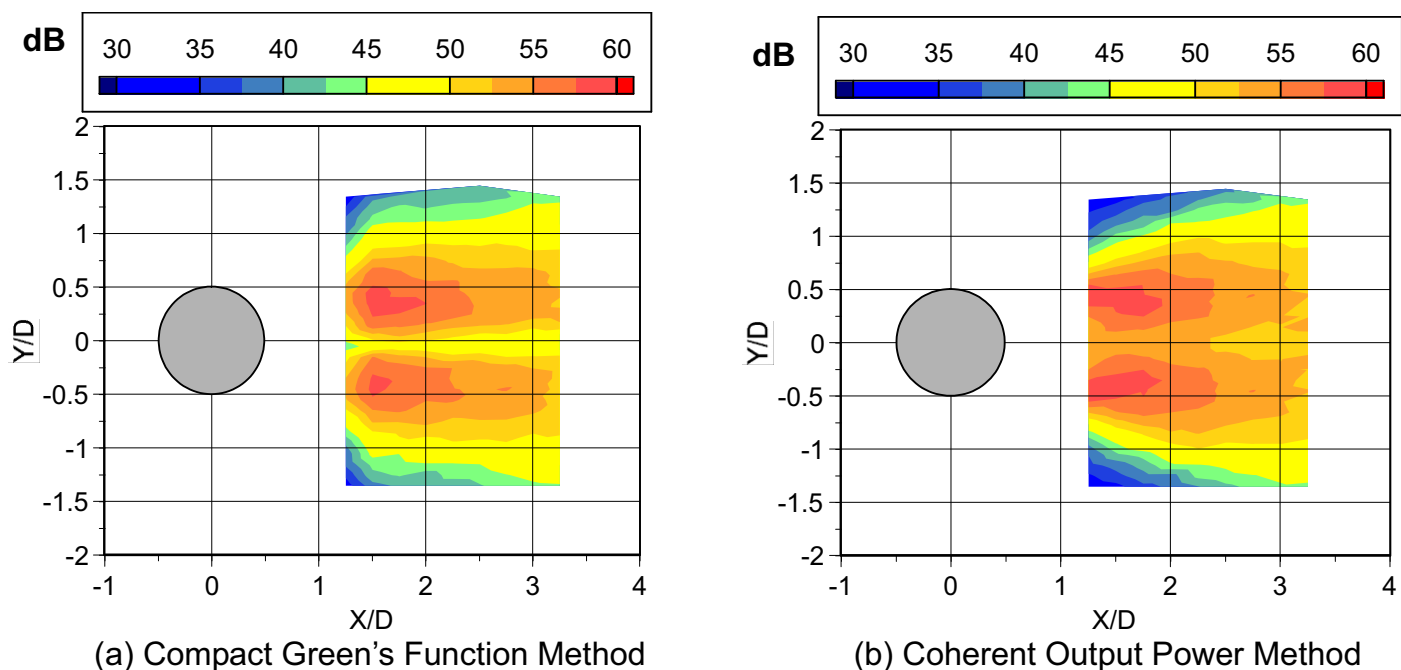 dB 30 35 40 45 50 55 60
2
1.5
1
0.5
0
-0.5
-1
-1.5
-2
Y/D
-1 0 1 2 3 4
X/D
(a) Compact Green's Function Method
dB 30 35 40 45 50 55 60
2
1.5
1
0.5
0
-0.5
-1
-1.5
-2
Y/D
-1 0 1 2 3 4
X/D
(b) Coherent Output Power Method